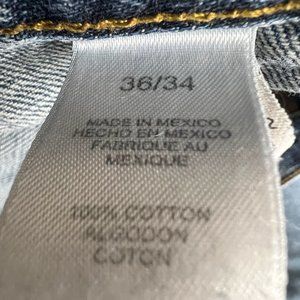 36/34
MADE IN MEXICO
HECHO EN MEXICO
FABRIQUE AU
MEXIQUE
100% COTTON
ALGODON
COTON